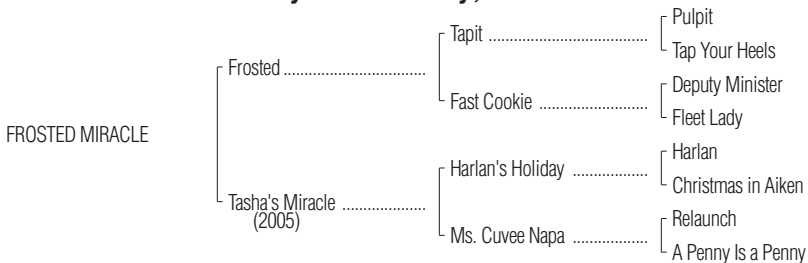 Pulpit
Tapit ......................................
Tap Your Heels
Frosted ..................................
Deputy Minister
Fast Cookie ..........................
Fleet Lady
FROSTED MIRACLE
Harlan
Harlan's Holiday ..................
Christmas in Aiken
Tasha's Miracle ....................
(2005)
Relaunch
Ms. Cuvee Napa ..................
A Penny Is a Penny